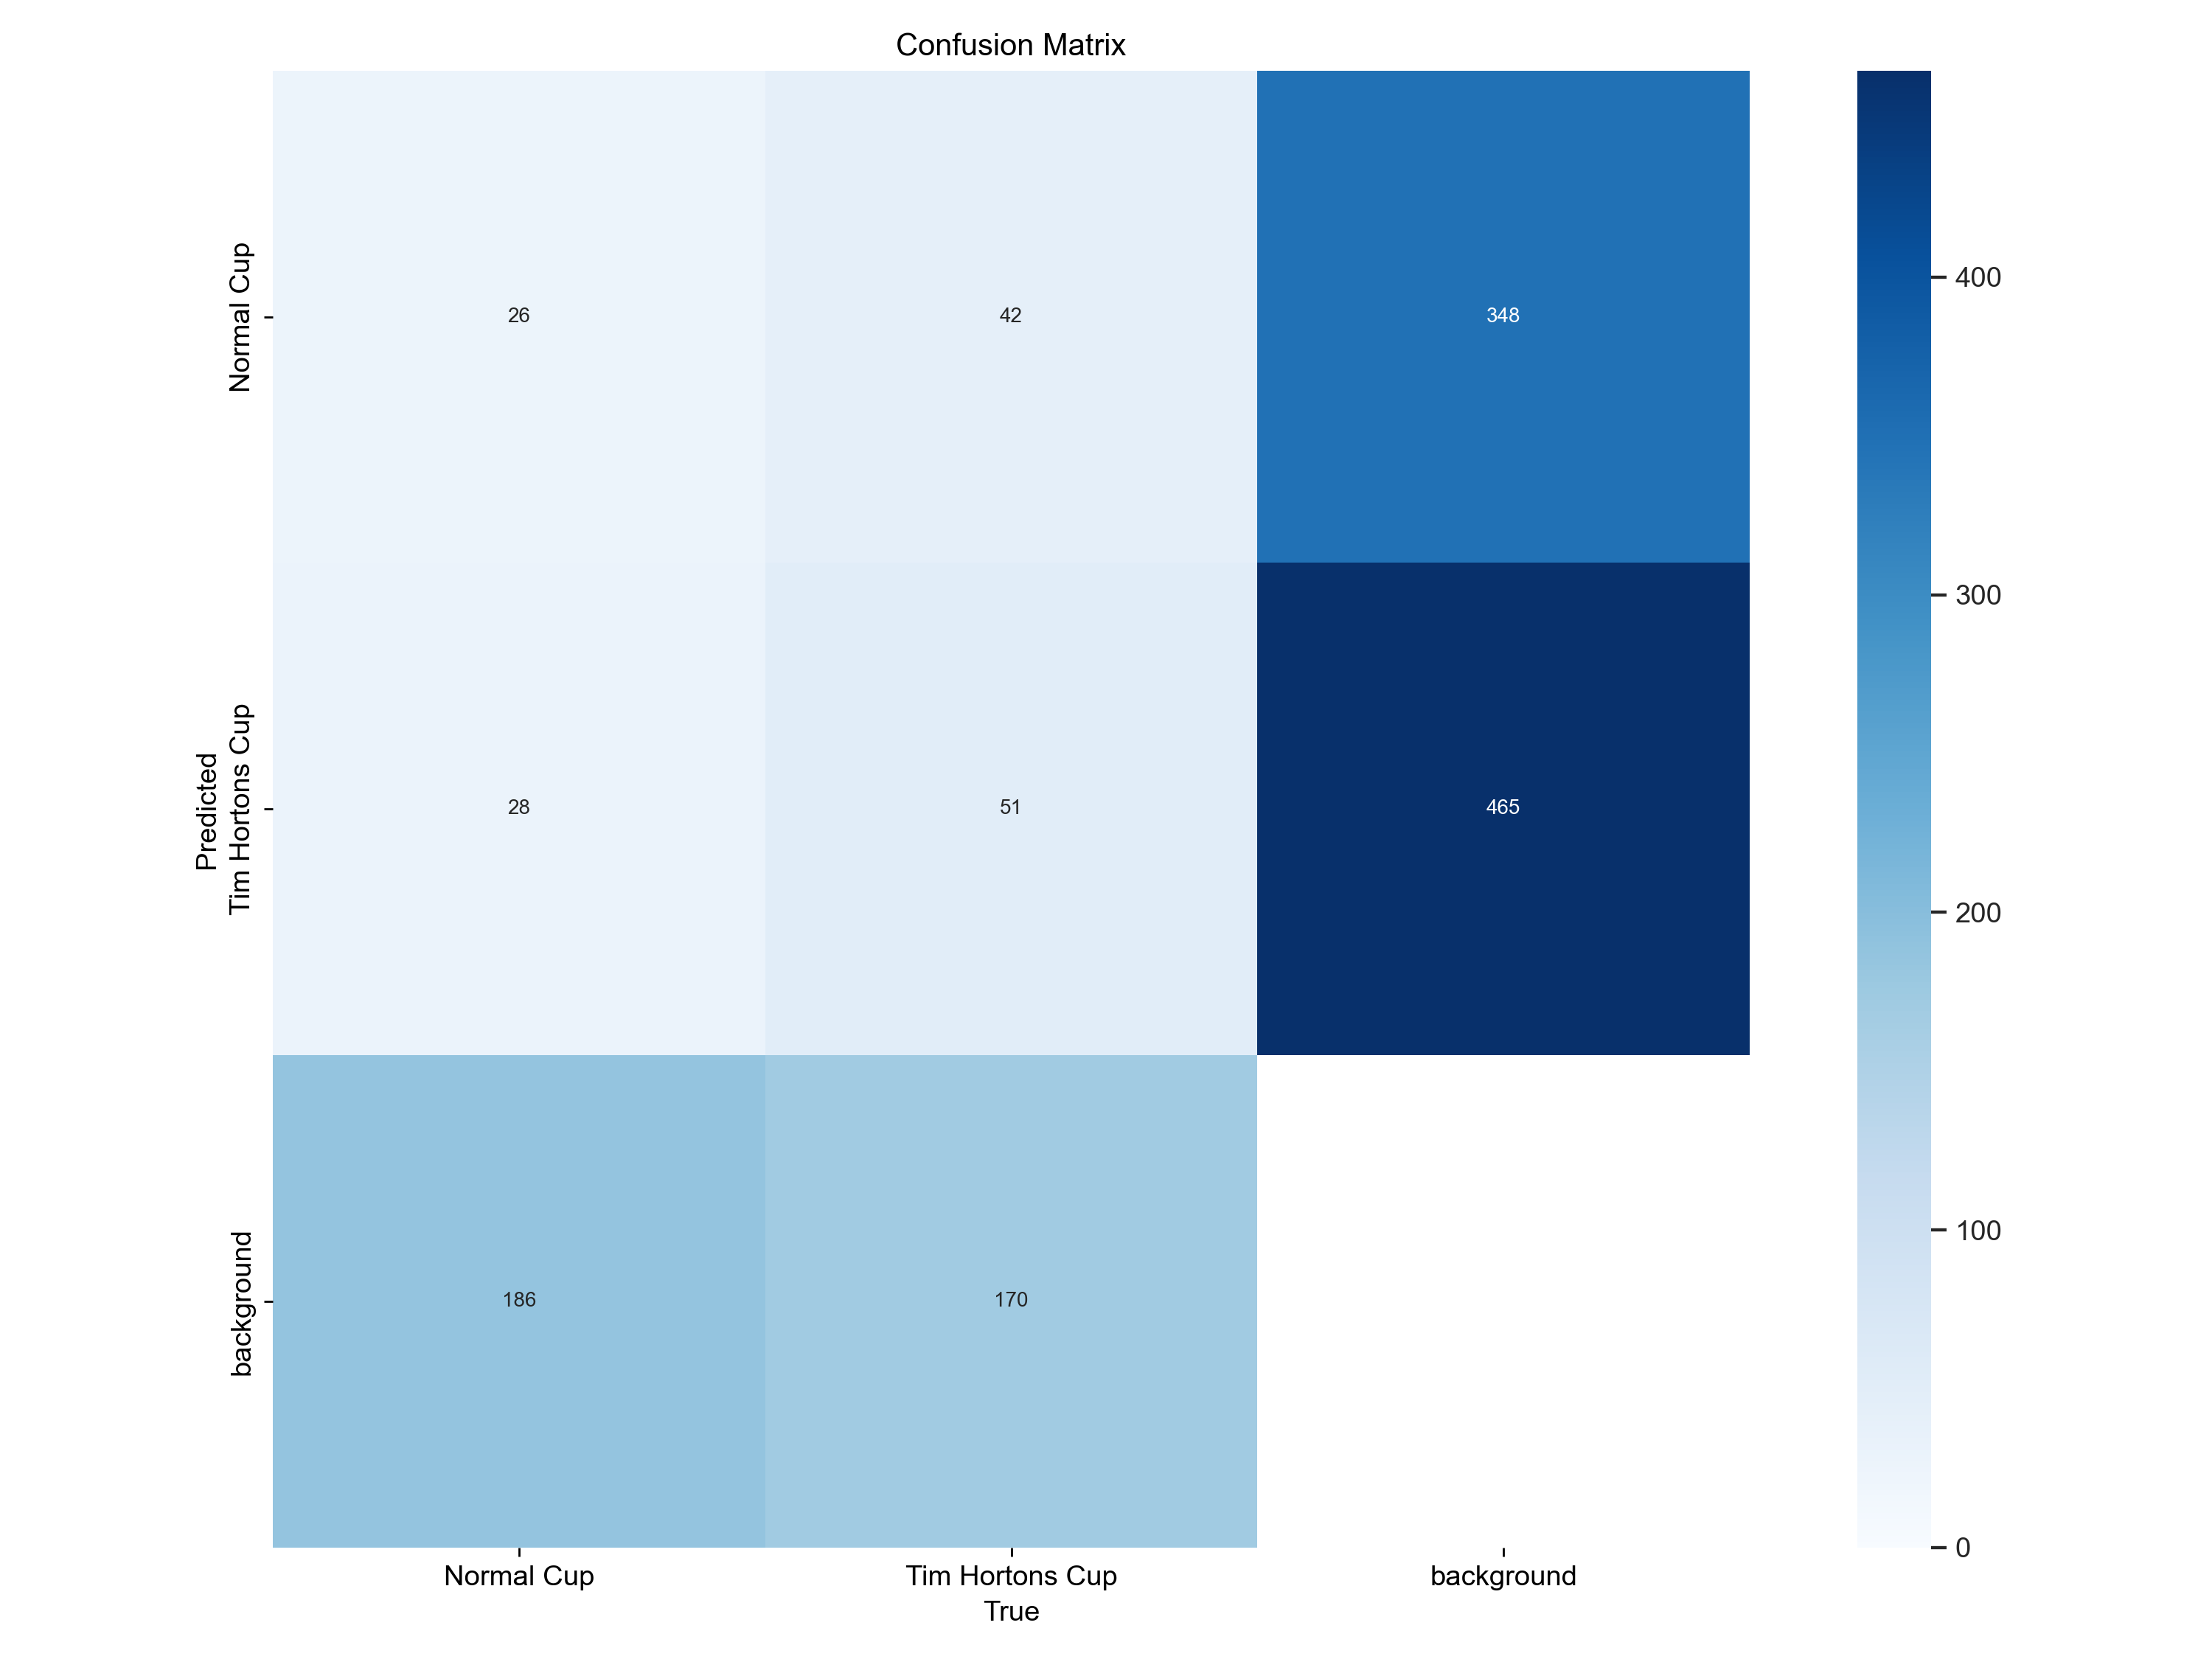 Confusion Matrix
Normal Cup
26
42
348
400
300
Predicted
Tim Hortons Cup
28
51
465
200
100
background
186
170
0
Normal Cup
Tim Hortons Cup
background
True